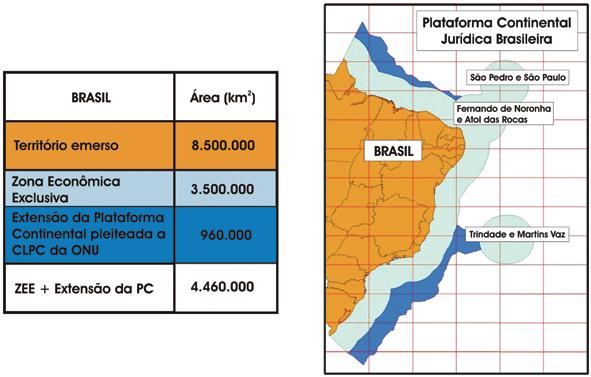 BRASIL
Área (km²)
Território emerso
8.500.000
Zona Econômica
Exclusiva
3.500.000
Extensão da Plataforma
Continental pleiteada a
CLPC da ONU
960.000
ZEE + Extensão da PC
4.460.000
Plataforma Continental
Jurídica Brasileira
São Pedro e São Paulo
Fernando de Noronha
e Atol das Rocas
BRASIL
Trindade e Martins Vaz